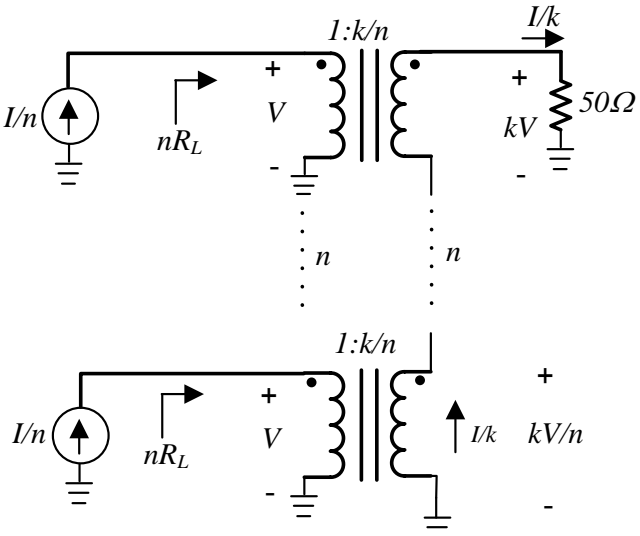 1:k/n
I/k
I/n
nR_L
+
V
-
+
kV
-
50Ω
n
n
1:k/n
I/n
nR_L
+
V
-
I/k
+
kV/n
-